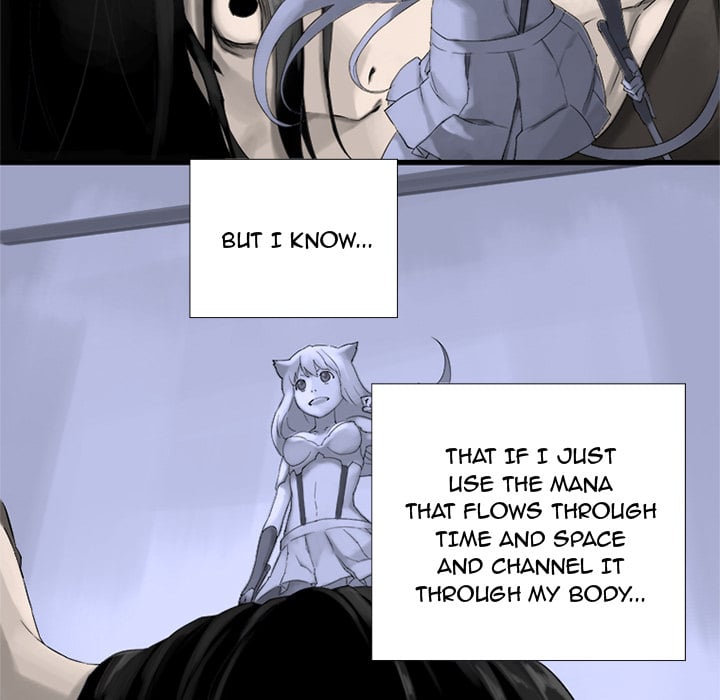 BUT I KNOW...
THAT IF I JUST
USE THE MANA
THAT FLOWS THROUGH
TIME AND SPACE
AND CHANNEL IT
THROUGH MY BODY...